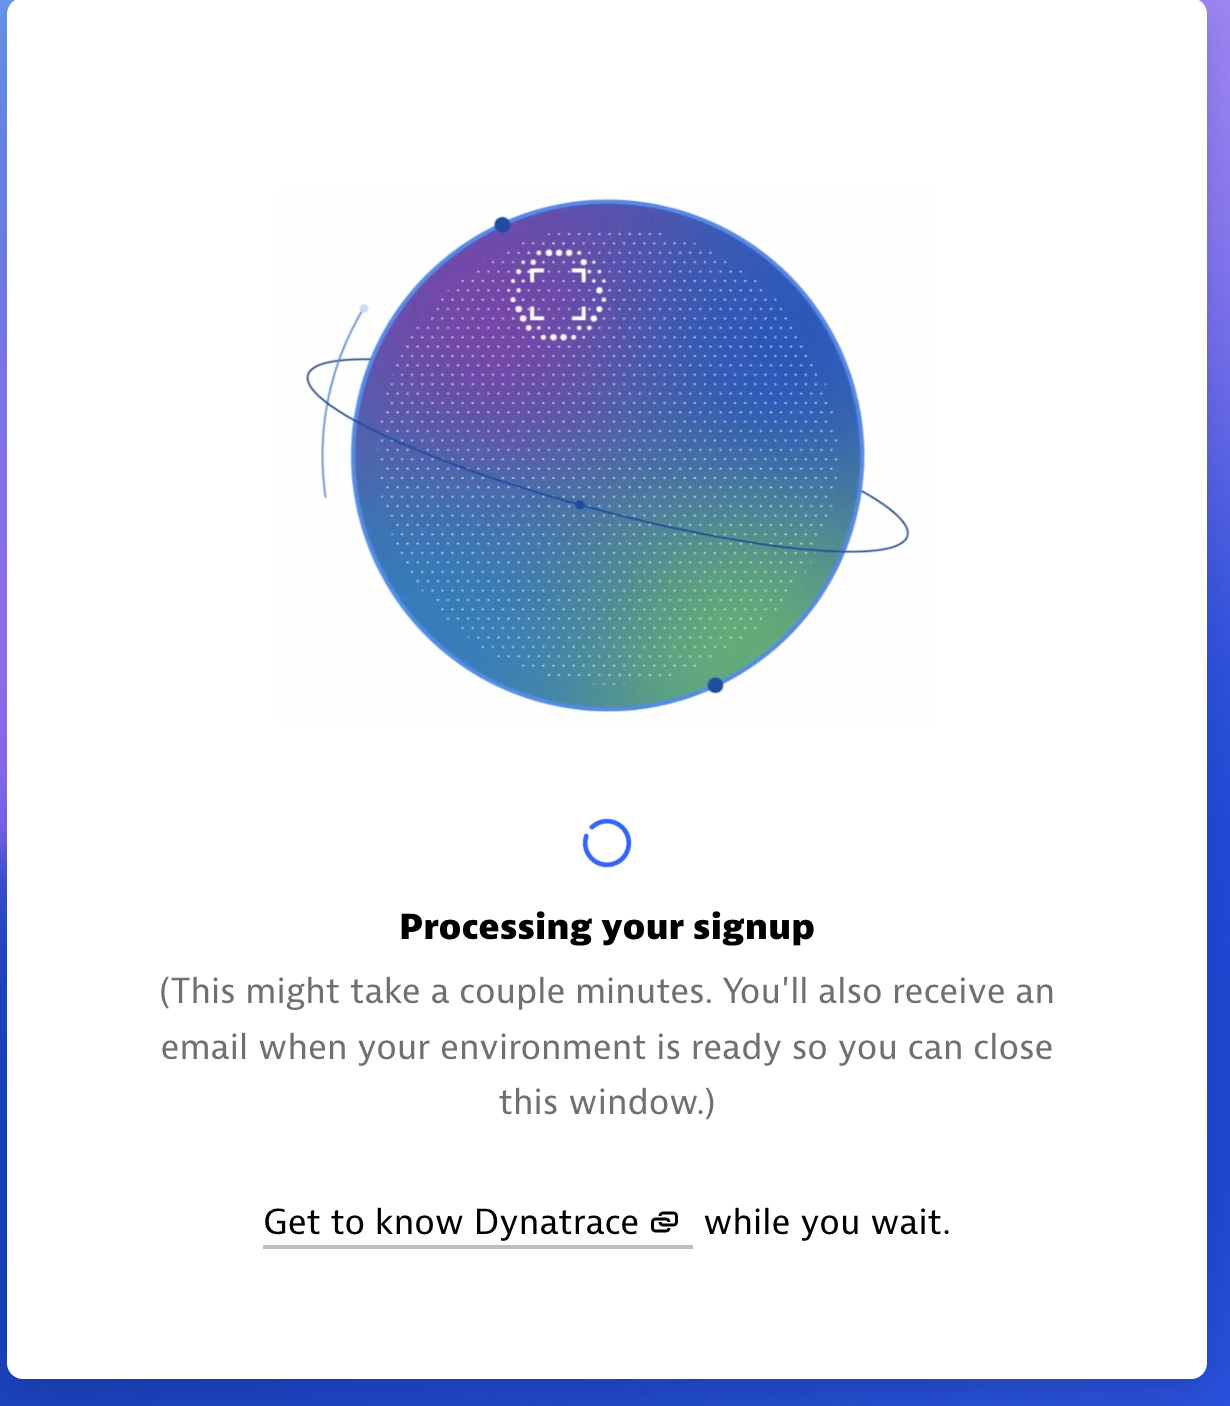 Processing your signup
(This might take a couple minutes. You'll also receive an
email when your environment is ready so you can close
this window.)
Get to know Dynatrace while you wait.